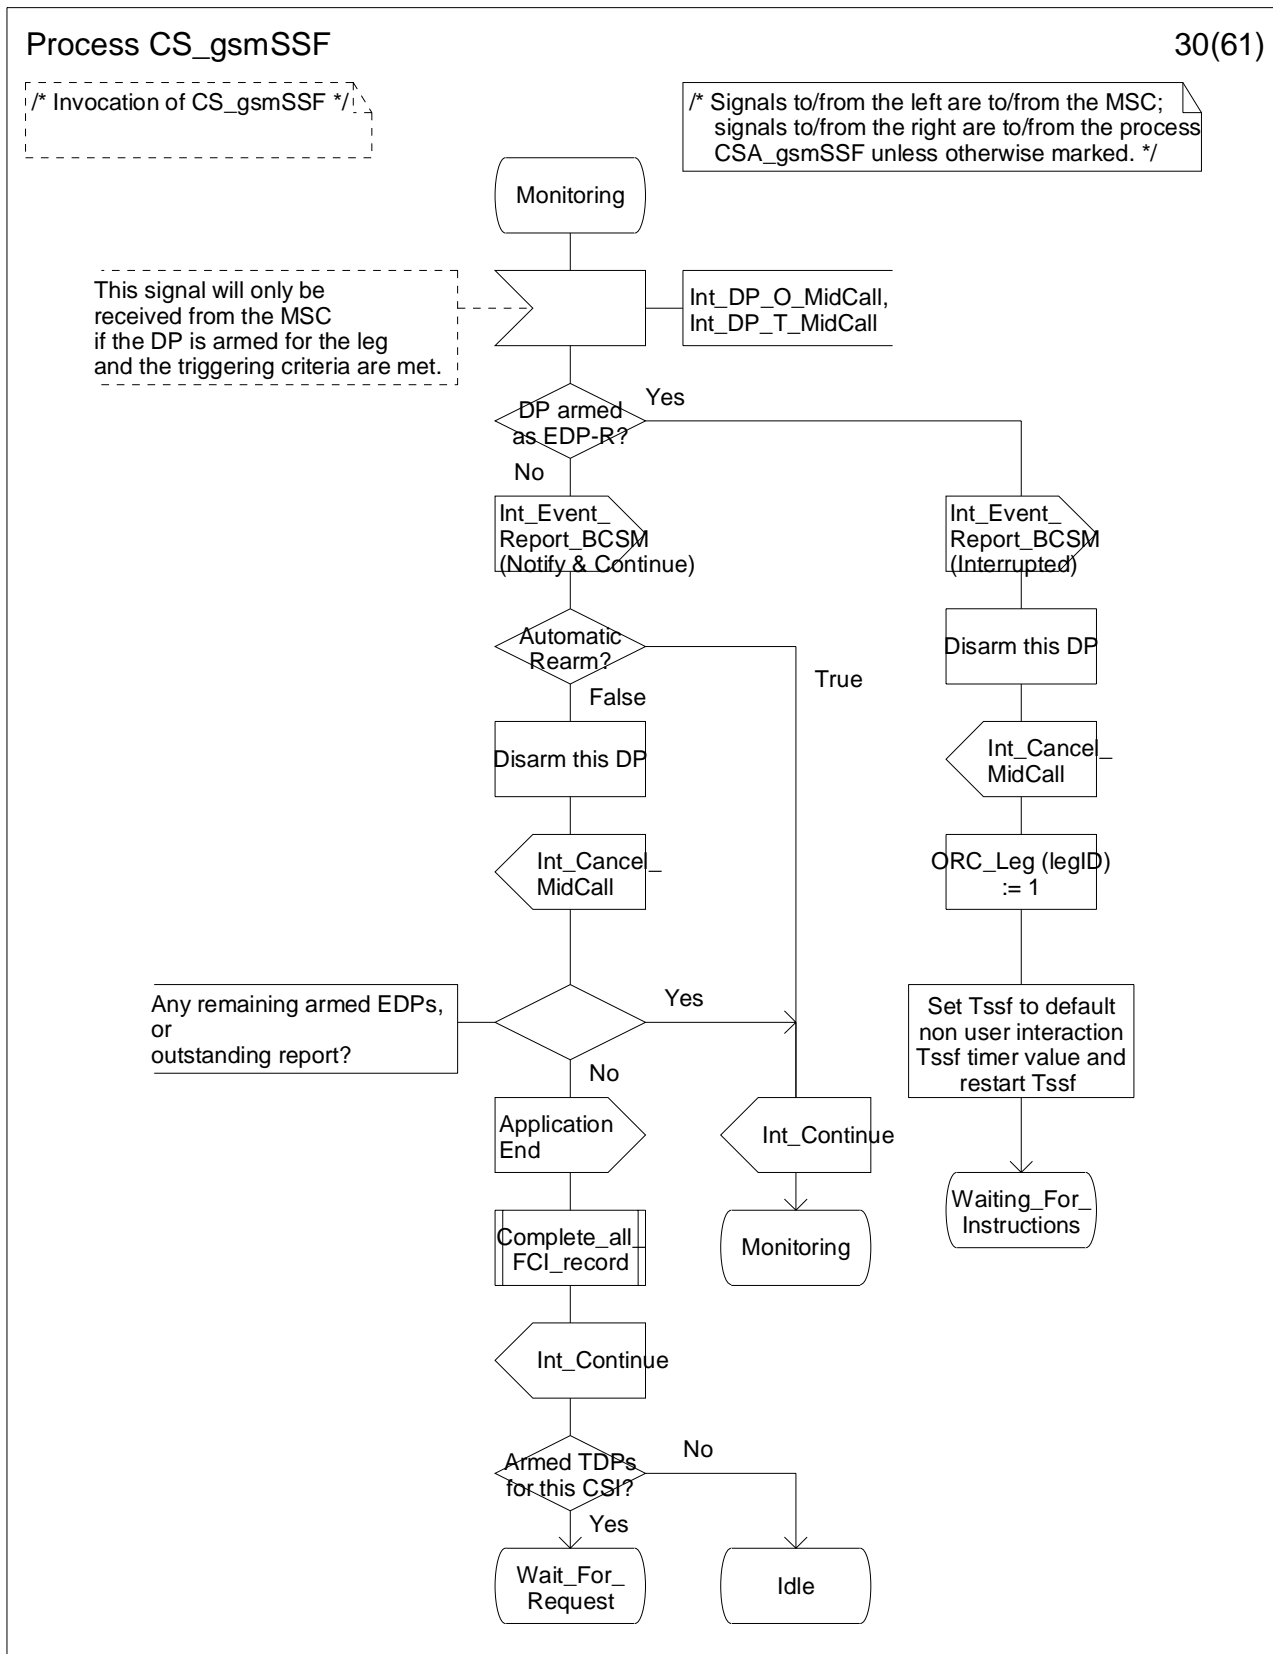 Process CS_gsmSSF
30(61)
/* Invocation of CS_gsmSSF */
/* Signals to/from the left are to/from the MSC;
signals to/from the right are to/from the process
CSA_gsmSSF unless otherwise marked. */
Monitoring
This signal will only be
received from the MSC
if the DP is armed for the leg
and the triggering criteria are met.
Int_DP_O_MidCall,
Int_DP_T_MidCall
DP armed
as EDP-R?
Yes
No
Int_Event_
Report_BCSM
(Notify & Continue)
Int_Event_
Report_BCSM
(Interrupted)
Automatic
Rearm?
True
False
Disarm this DP
Disarm this DP
Int_Cancel_
MidCall
Int_Cancel_
MidCall
ORC_Leg (legID)
:= 1
Any remaining armed EDPs,
or
outstanding report?
Yes
No
Set Tssf to default
non user interaction
Tssf timer value and
restart Tssf
Application
End
Int_Continue
Waiting_For_
Instructions
Complete_all_
FCI_record
Monitoring
Int_Continue
Armed TDPs
for this CSI?
No
Yes
Wait_For_
Request
Idle